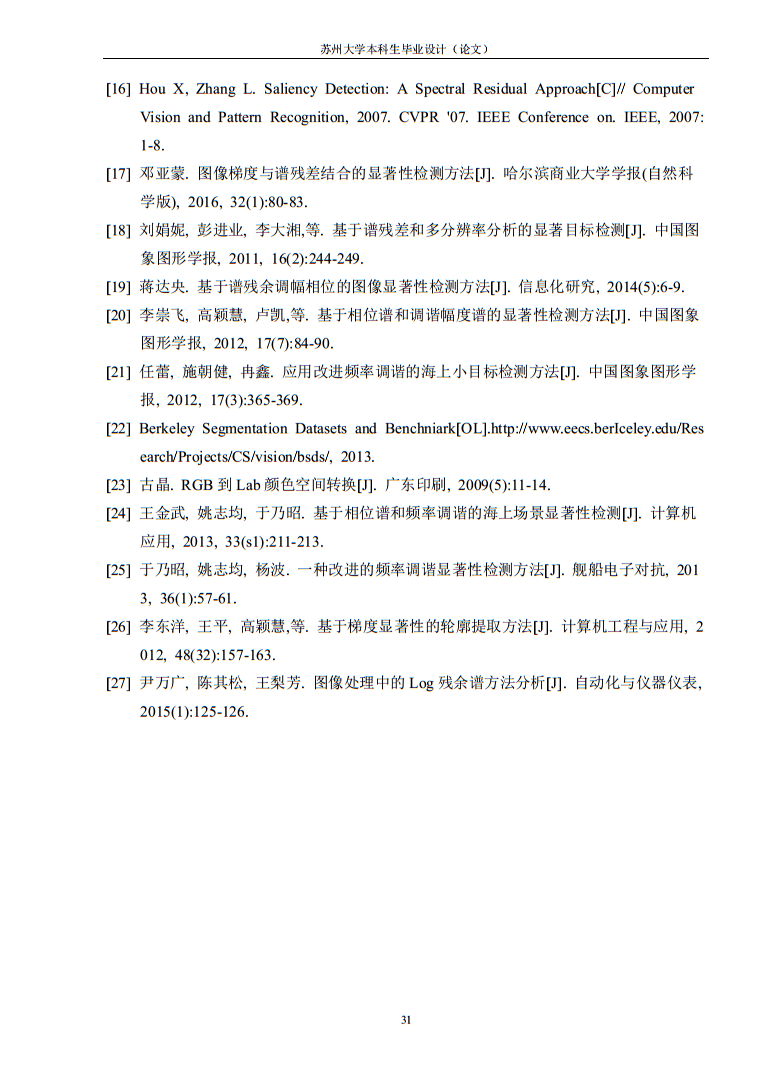 苏州大学本科生毕业设计（论文）
[16] Hou X, Zhang L. Saliency Detection: A Spectral Residual Approach[C]// Computer
Vision and Pattern Recognition, 2007. CVPR '07. IEEE Conference on. IEEE, 2007:
1-8.
[17] 邓亚蒙. 图像梯度与谱残差结合的显著性检测方法[J]. 哈尔滨商业大学学报(自然科
学版), 2016, 32(1):80-83.
[18] 刘娟妮, 彭进业, 李大湘,等. 基于谱残差和多分辨率分析的显著目标检测[J]. 中国图
象图形学报, 2011, 16(2):244-249.
[19] 蒋达央. 基于谱残余调幅相位的图像显著性检测方法[J]. 信息化研究, 2014(5):6-9.
[20] 李崇飞, 高颖慧, 卢凯,等. 基于相位谱和调谐幅度谱的显著性检测方法[J]. 中国图象
图形学报, 2012, 17(7):84-90.
[21] 任蕾, 施朝健, 冉鑫. 应用改进频率调谐的海上小目标检测方法[J]. 中国图象图形学
报, 2012, 17(3):365-369.
[22] Berkeley Segmentation Datasets and Benchniark[OL].http://www.eecs.berIceley.edu/Res
earch/Projects/CS/vision/bsds/, 2013.
[23] 古晶. RGB 到 Lab 颜色空间转换[J]. 广东印刷, 2009(5):11-14.
[24] 王金武, 姚志均, 于乃昭. 基于相位谱和频率调谐的海上场景显著性检测[J]. 计算机
应用, 2013, 33(s1):211-213.
[25] 于乃昭, 姚志均, 杨波. 一种改进的频率调谐显著性检测方法[J]. 舰船电子对抗, 201
3, 36(1):57-61.
[26] 李东洋, 王平, 高颖慧,等. 基于梯度显著性的轮廓提取方法[J]. 计算机工程与应用, 2
012, 48(32):157-163.
[27] 尹万广, 陈其松, 王梨芳. 图像处理中的 Log 残余谱方法分析[J]. 自动化与仪器仪表,
2015(1):125-126.
31